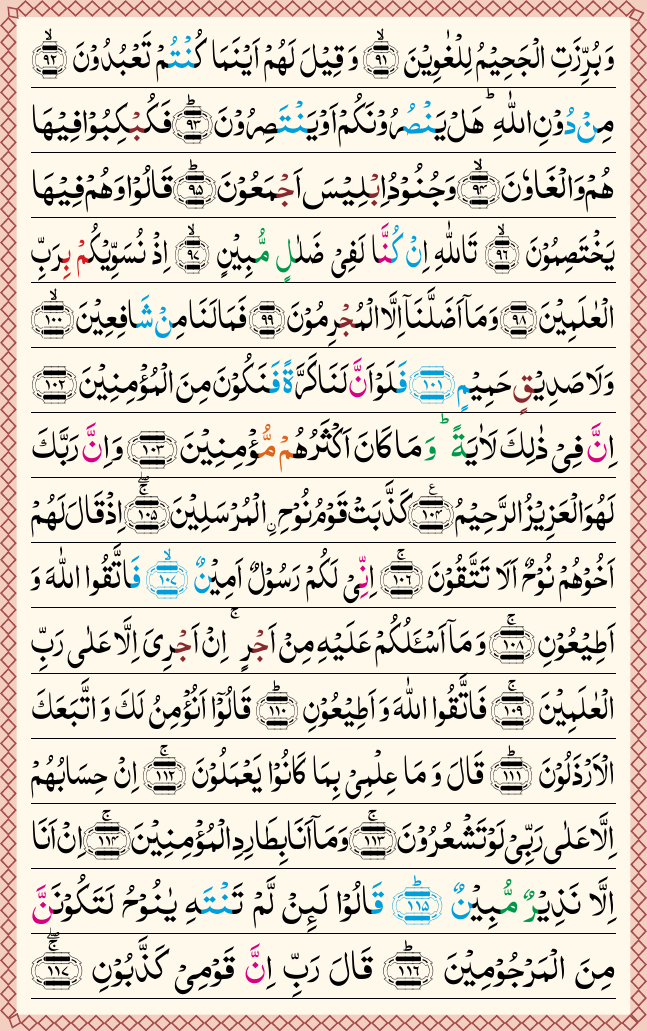 وَبُرِّزَتِ الْجَحِيْمُ لِلْغٰوِيْنَ ۙ﴿۹۱﴾ وَ قِيْلَ لَهُمْ اَيْنَمَا كُنْتُمْ تَعْبُدُوْنَ ۙ﴿۹۲﴾
مِنْ دُوْنِ اللّٰهِ ؕ هَلْ يَنْصُرُوْنَكُمْ اَوْ يَنْتَصِرُوْنَ ؕ﴿۹۳﴾ فَكُبْكِبُوْا فِيْهَا
هُمْ وَ الْغَاوٗنَ ۙ﴿۹۴﴾ وَ جُنُوْدُ اِبْلِيْسَ اَجْمَعُوْنَ ؕ﴿۹۵﴾ قَالُوْا وَ هُمْ فِيْهَا
يَخْتَصِمُوْنَ ۙ﴿۹۶﴾ تَاللّٰهِ اِنْ كُنَّا لَفِىْ ضَلٰلٍ مُّبِيْنٍ ۙ﴿۹۷﴾ اِذْ نُسَوِّيْكُمْ بِرَبِّ
الْعٰلَمِيْنَ ﴿۹۸﴾ وَ مَاۤ اَضَلَّنَاۤ اِلَّا الْمُجْرِمُوْنَ ﴿۹۹﴾ فَمَا لَنَا مِنْ شَافِعِيْنَ ۙ﴿۱۰۰﴾
وَ لَا صَدِيْقٍ حَمِيْمٍ ﴿۱۰۱﴾ فَلَوْ اَنَّ لَنَا كَرَّةً فَنَكُوْنَ مِنَ الْمُؤْمِنِيْنَ ﴿۱۰۲﴾
اِنَّ فِىْ ذٰلِكَ لَاٰيَةً ؕ وَ مَا كَانَ اَكْثَرُهُمْ مُّؤْمِنِيْنَ ﴿۱۰۳﴾ وَ اِنَّ رَبَّكَ
لَهُوَ الْعَزِيْزُ الرَّحِيْمُ ﴿۱۰۴﴾ كَذَّبَتْ قَوْمُ نُوْحِ ۟الْمُرْسَلِيْنَ ۚۖ﴿۱۰۵﴾ اِذْ قَالَ لَهُمْ
اَخُوْهُمْ نُوْحٌ اَلَا تَتَّقُوْنَ ۚ﴿۱۰۶﴾ اِنِّىْ لَكُمْ رَسُوْلٌ اَمِيْنٌ ۙ﴿۱۰۷﴾ فَاتَّقُوا اللّٰهَ وَ
اَطِيْعُوْنِ ۚ﴿۱۰۸﴾ وَ مَاۤ اَسْـَٔلُكُمْ عَلَيْهِ مِنْ اَجْرٍ ۚ اِنْ اَجْرِىَ اِلَّا عَلٰى رَبِّ
الْعٰلَمِيْنَ ۚ﴿۱۰۹﴾ فَاتَّقُوا اللّٰهَ وَ اَطِيْعُوْنِ ؕ﴿۱۱۰﴾ قَالُوْۤا اَنُؤْمِنُ لَكَ وَ اتَّبَعَكَ
الْاَرْذَلُوْنَ ؕ﴿۱۱۱﴾ قَالَ وَ مَا عِلْمِىْ بِمَا كَانُوْا يَعْمَلُوْنَ ۚ﴿۱۱۲﴾ اِنْ حِسَابُهُمْ
اِلَّا عَلٰى رَبِّىْ لَوْ تَشْعُرُوْنَ ۚ﴿۱۱۳﴾ وَ مَاۤ اَنَا بِطَارِدِ الْمُؤْمِنِيْنَ ۚ﴿۱۱۴﴾ اِنْ اَنَا
اِلَّا نَذِيْرٌ مُّبِيْنٌ ؕ﴿۱۱۵﴾ قَالُوْا لَئِنْ لَّمْ تَنْتَهِ يٰنُوْحُ لَتَكُوْنَنَّ
مِنَ الْمَرْجُوْمِيْنَ ؕ﴿۱۱۶﴾ قَالَ رَبِّ اِنَّ قَوْمِىْ كَذَّبُوْنِ ۚۖ﴿۱۱۷﴾